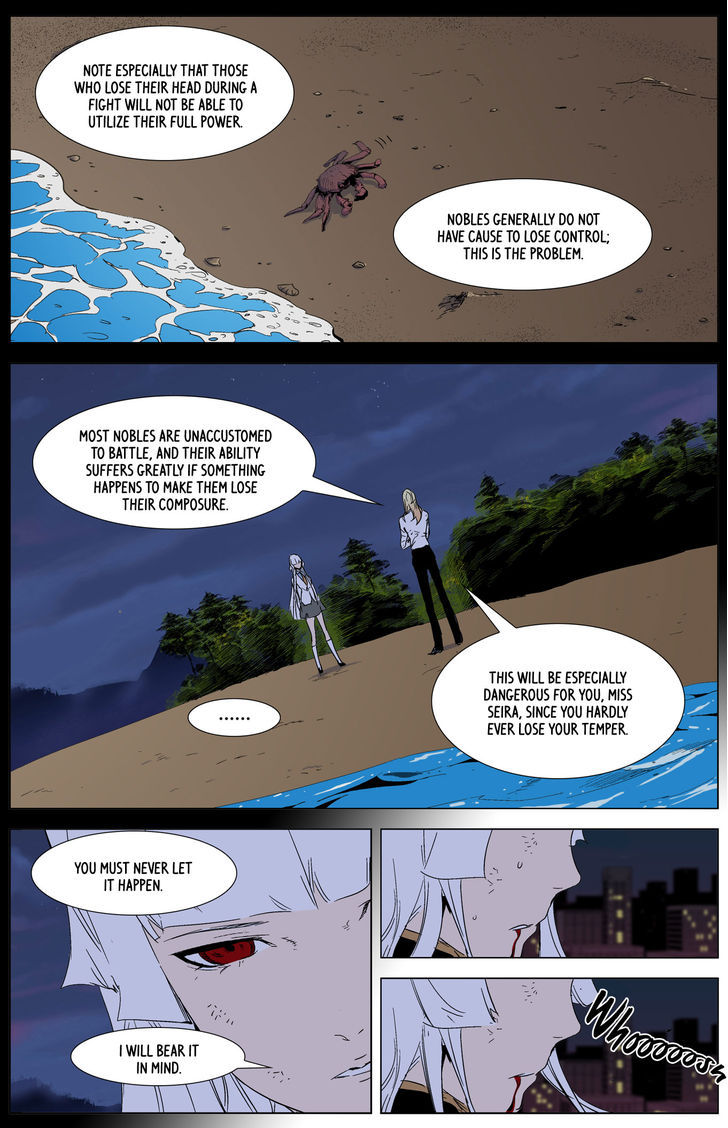 NOTE ESPECIALLY THAT THOSE
WHO LOSE THEIR HEAD DURING A
FIGHT WILL NOT BE ABLE TO
UTILIZE THEIR FULL POWER.
NOBLES GENERALLY DO NOT
HAVE CAUSE TO LOSE CONTROL;
THIS IS THE PROBLEM.
MOST NOBLES ARE UNACCUSTOMED
TO BATTLE, AND THEIR ABILITY
SUFFERS GREATLY IF SOMETHING
HAPPENS TO MAKE THEM LOSE
THEIR COMPOSURE.
THIS WILL BE ESPECIALLY
DANGEROUS FOR YOU, MISS
SEIRA, SINCE YOU HARDLY
EVER LOSE YOUR TEMPER.
······
YOU MUST NEVER LET
IT HAPPEN.
I WILL BEAR IT
IN MIND.
Whooooosh